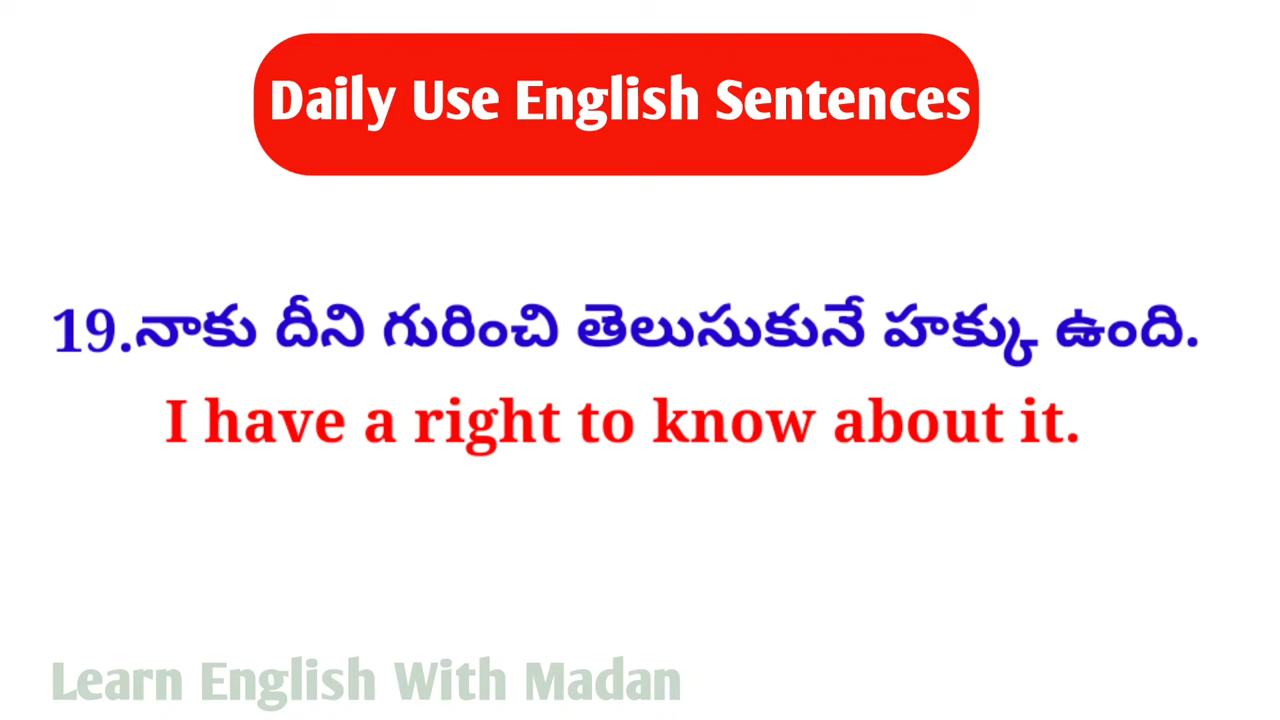 Daily Use English Sentences
19.నాకు దీని గురించి తెలుసుకునే హక్కు ఉంది.
I have a right to know about it.
Learn English With Madan